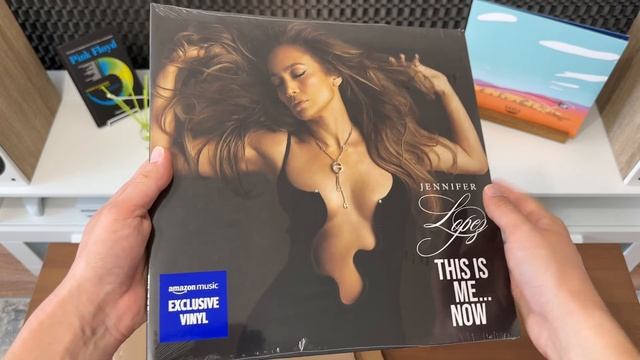 Pink Floyd
JENNIFER
Lopez
THIS IS
ME...
NOW
amazon music
EXCLUSIVE
VINYL